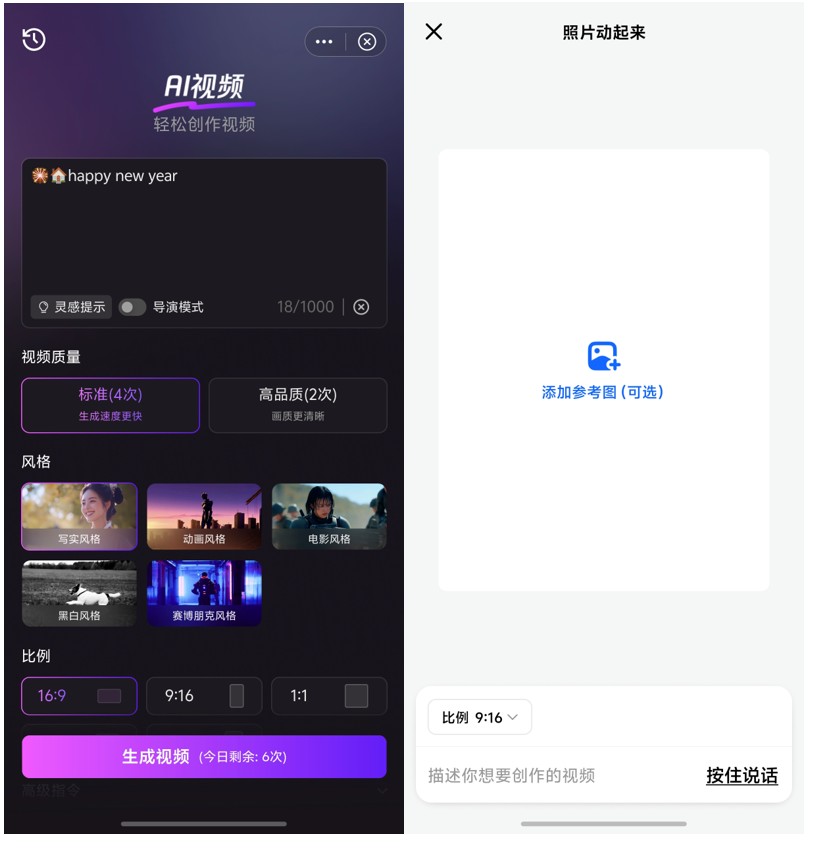 AI视频
轻松创作视频
🎇🏠happy new year
灵感提示 导演模式 18/1000
视频质量
标准(4次) 高品质(2次)
生成速度更快 画质更清晰
风格
写实风格 动画风格 电影风格
黑白风格 赛博朋克风格
比例
16:9 9:16 1:1
生成视频 (今日剩余: 6次)
高级指令
照片动起来
添加参考图 (可选)
比例 9:16
描述你想要创作的视频 按住说话